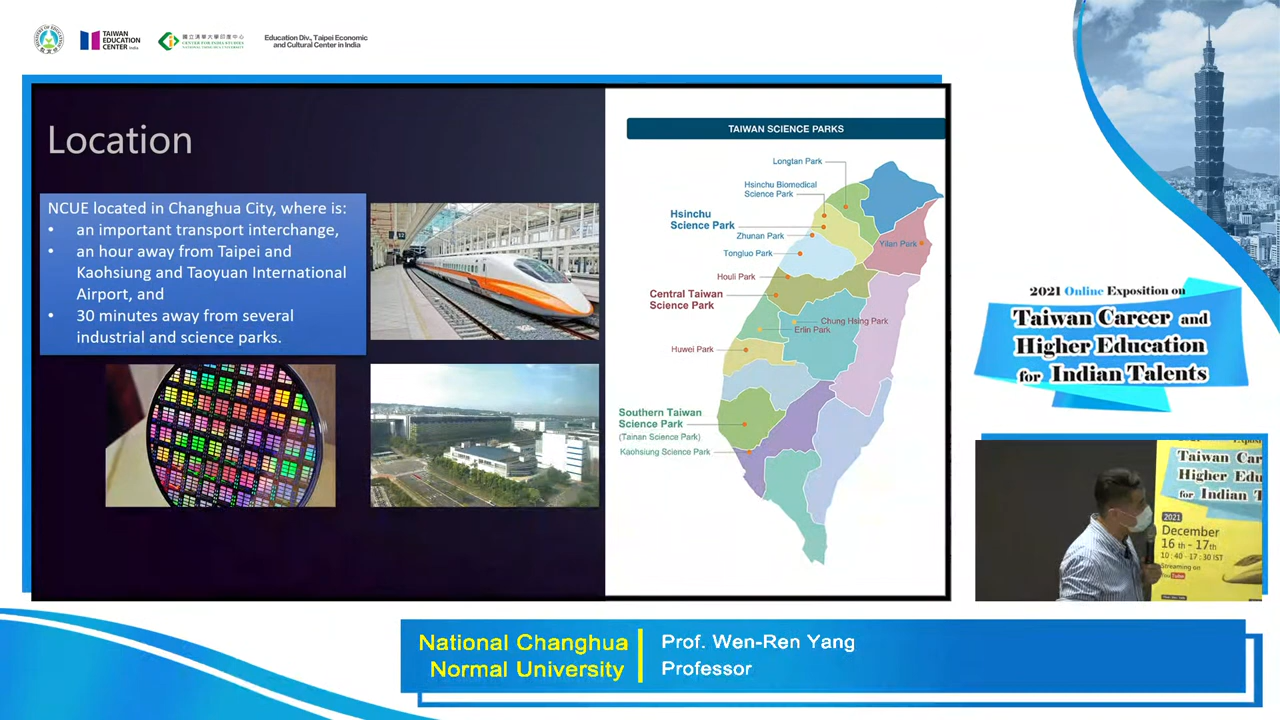 TAIWAN
EDUCATION
CENTER India
國立清華大學印度中心
CENTER FOR INDIA STUDIES
NATIONAL TSING HUA UNIVERSITY
Education Div., Taipei Economic
and Cultural Center in India
Location
NCUE located in Changhua City, where is:
• an important transport interchange,
• an hour away from Taipei and
Kaohsiung and Taoyuan International
Airport, and
• 30 minutes away from several
industrial and science parks.
TAIWAN SCIENCE PARKS
Longtan Park
Hsinchu Biomedical
Science Park
Hsinchu
Science Park
Zhunan Park
Yilan Park
Tongluo Park
Houli Park
Central Taiwan
Science Park
Chung Hsing Park
Erlin Park
Huwei Park
Southern Taiwan
Science Park
(Tainan Science Park)
Kaohsiung Science Park
2021 Online Exposition on
Taiwan Career and
Higher Education
for Indian Talents
Taiwan Car
Higher Edu
for Indian T
2021
December
16 th - 17th
10 : 40 - 17 : 30 IST
Streaming on
YouTube
National Changhua
Normal University
Prof. Wen-Ren Yang
Professor